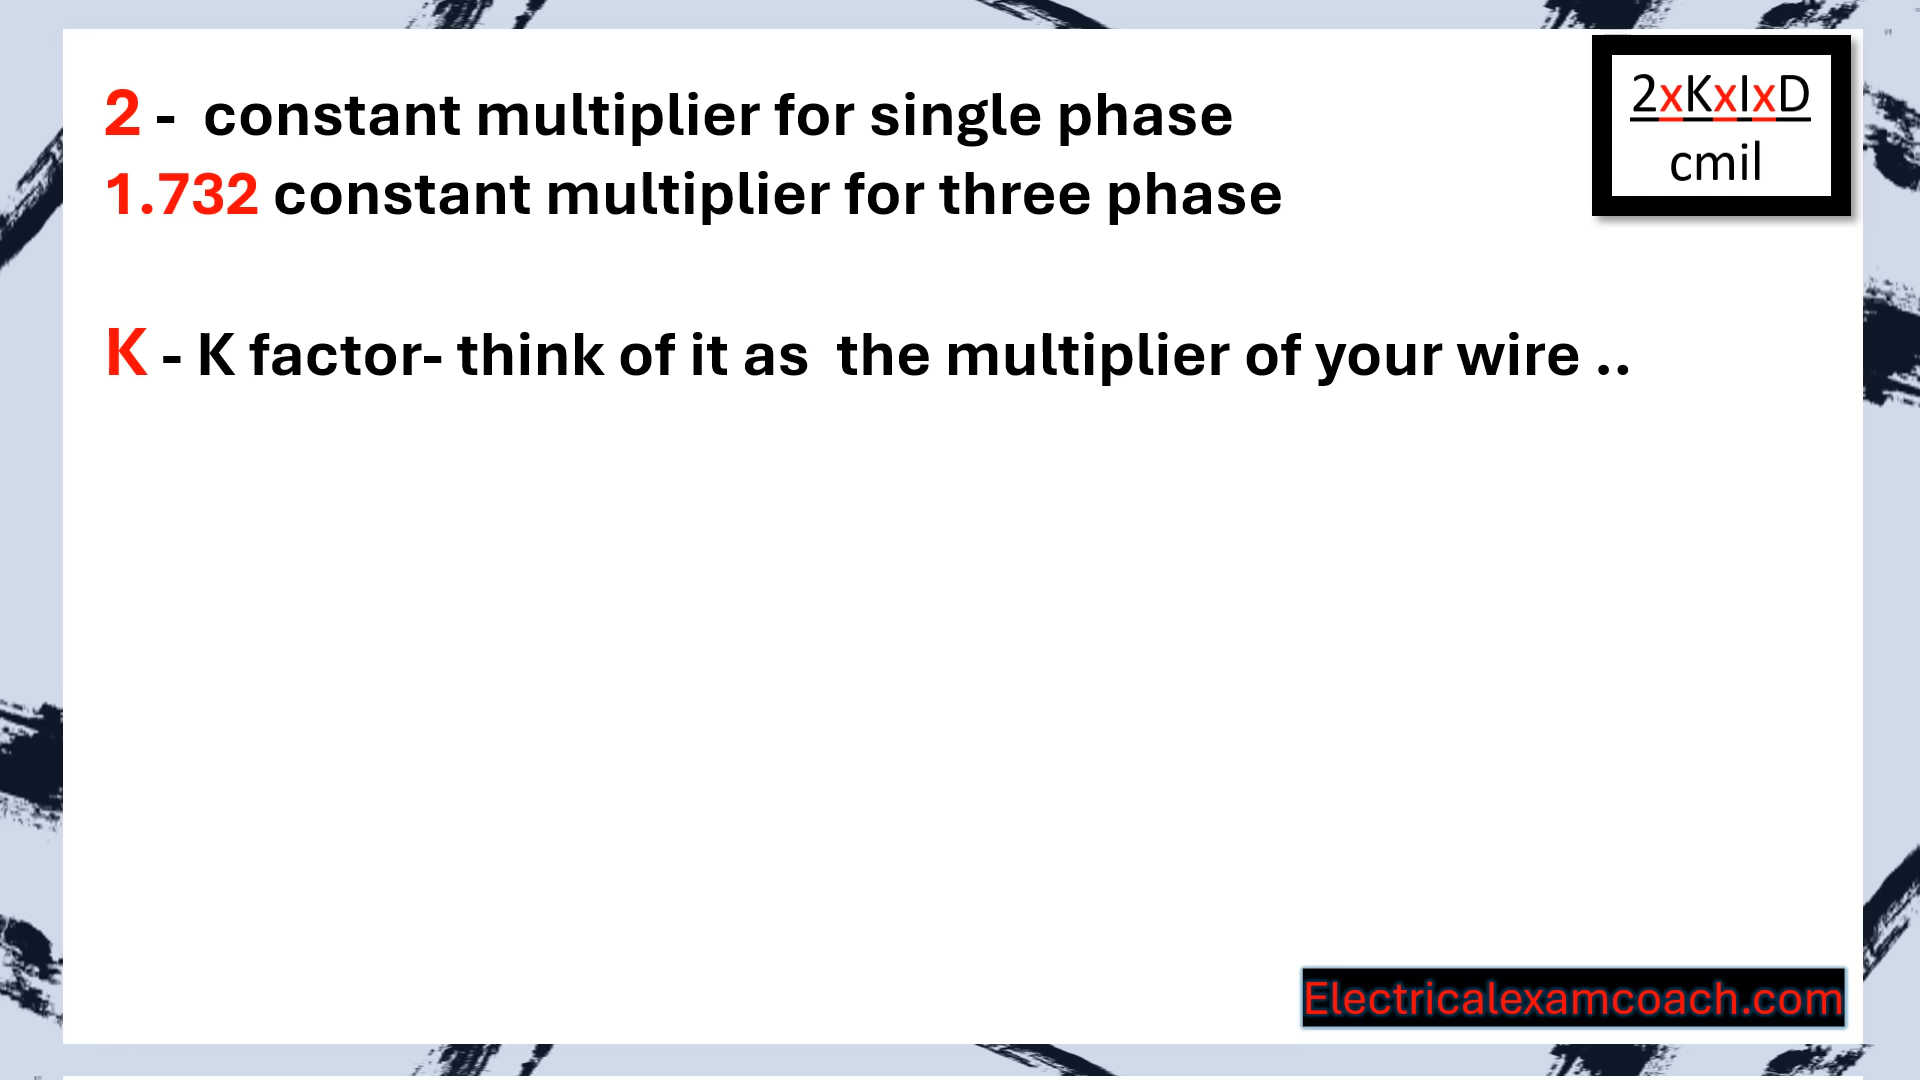 2 - constant multiplier for single phase
1.732 constant multiplier for three phase
K - K factor- think of it as the multiplier of your wire ..
2xKxIxD
cmil
Electricalexamcoach.com